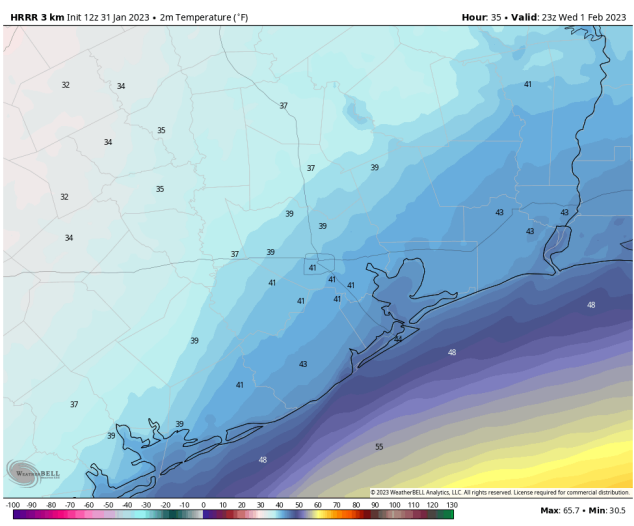 HRRR 3 km Init 12z 31 Jan 2023 • 2m Temperature (°F) Hour: 35 • Valid: 23z Wed 1 Feb 2023
32 34 41
37
35
34
37 39
35
32
39 43 43
34 39 43
37 39
41
41 41 41
41 41
48
39 44
48
43
41
37
39
39
55
48
WEATHERBELL
© 2023 WeatherBELL Analytics, LLC. All rights reserved. License required for commercial distribution.
-100 -90 -80 -70 -60 -50 -40 -30 -20 -10 0 10 20 30 40 50 60 70 80 90 100 110 120 130 Max: 65.7 • Min: 30.5